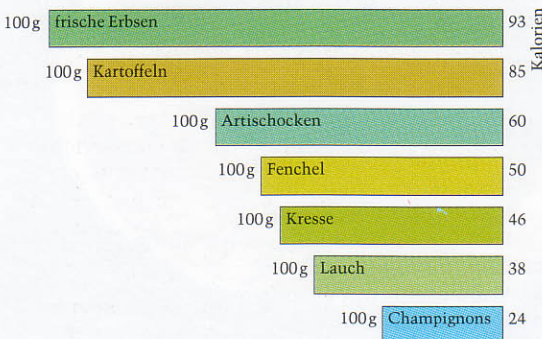 100g frische Erbsen 93
Kalorien
100g Kartoffeln 85
100g Artischocken 60
100g Fenchel 50
100g Kresse 46
100g Lauch 38
100g Champignons 24